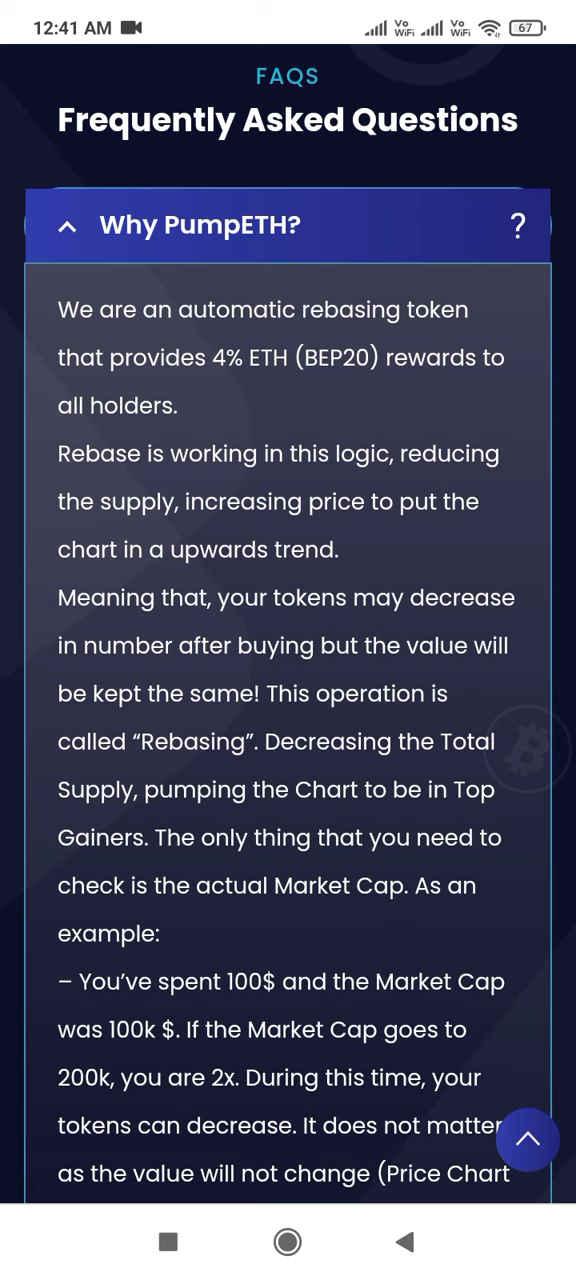 12:41 AM
Vo WiFi
Vo WiFi
67
FAQS
Frequently Asked Questions
Why PumpETH?
?
We are an automatic rebasing token
that provides 4% ETH (BEP20) rewards to
all holders.
Rebase is working in this logic, reducing
the supply, increasing price to put the
chart in a upwards trend.
Meaning that, your tokens may decrease
in number after buying but the value will
be kept the same! This operation is
called “Rebasing”. Decreasing the Total
Supply, pumping the Chart to be in Top
Gainers. The only thing that you need to
check is the actual Market Cap. As an
example:
– You’ve spent 100$ and the Market Cap
was 100k $. If the Market Cap goes to
200k, you are 2x. During this time, your
tokens can decrease. It does not matter
as the value will not change (Price Chart